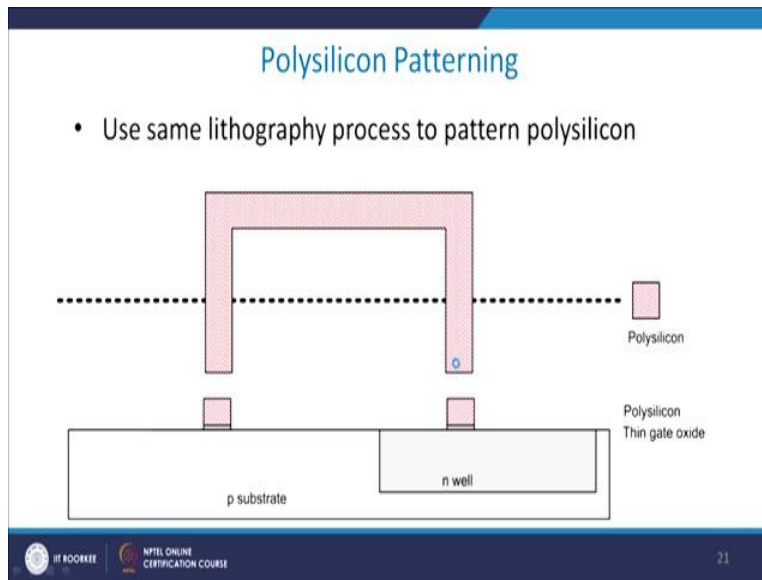 Polysilicon Patterning
• Use same lithography process to pattern polysilicon
Polysilicon
Polysilicon
Thin gate oxide
n well
p substrate
IIT ROORKEE
NPTEL ONLINE
CERTIFICATION COURSE
21